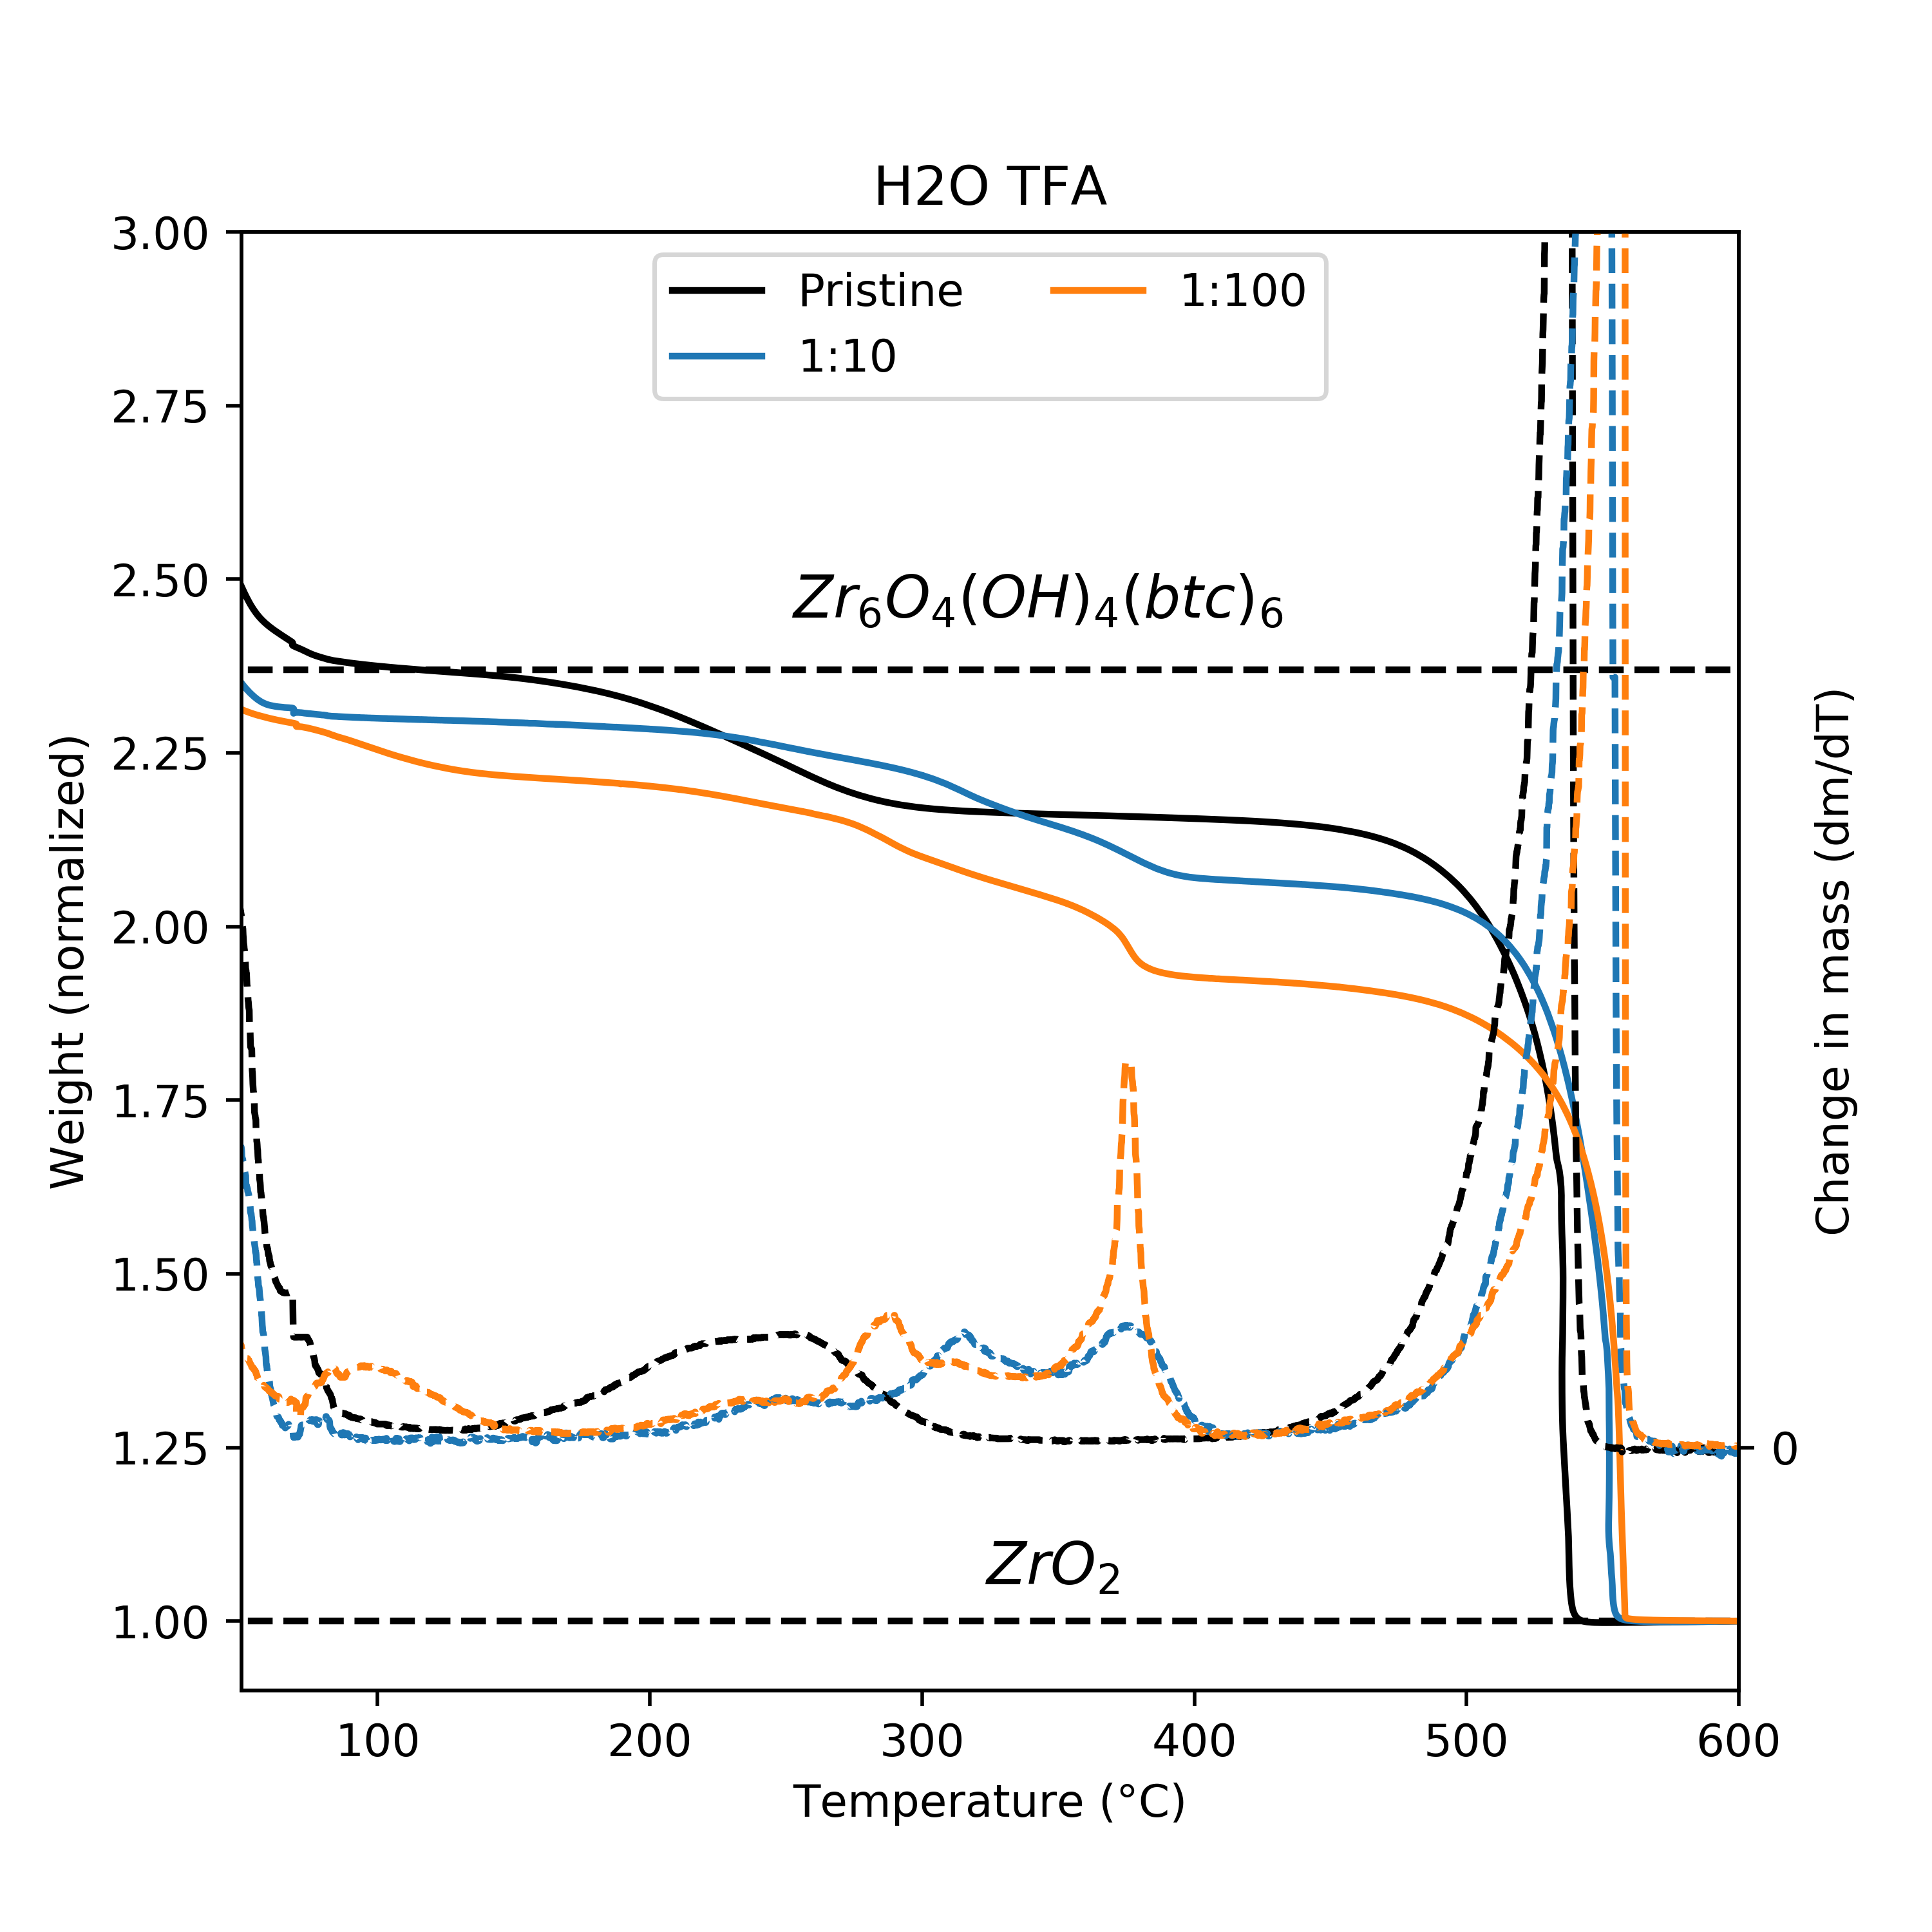 H2O TFA
Pristine
1:10
1:100
3.00
2.75
2.50
2.25
2.00
1.75
1.50
1.25
1.00
Weight (normalized)
Zr₆O₄(OH)₄(btc)₆
ZrO₂
Change in mass (dm/dT)
0
100 200 300 400 500 600
Temperature (°C)